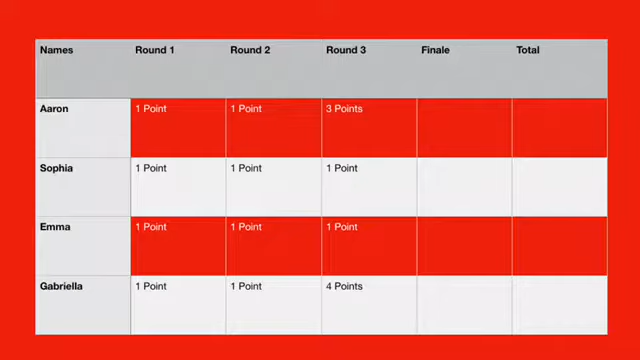 Names Round 1 Round 2 Round 3 Finale Total
Aaron 1 Point 1 Point 3 Points
Sophia 1 Point 1 Point 1 Point
Emma 1 Point 1 Point 1 Point
Gabriella 1 Point 1 Point 4 Points